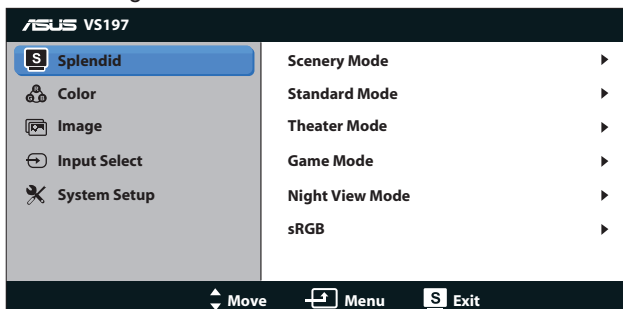 ASUS VS197
S Splendid
Color
Image
Input Select
System Setup
Scenery Mode
Standard Mode
Theater Mode
Game Mode
Night View Mode
sRGB
Move Menu S Exit